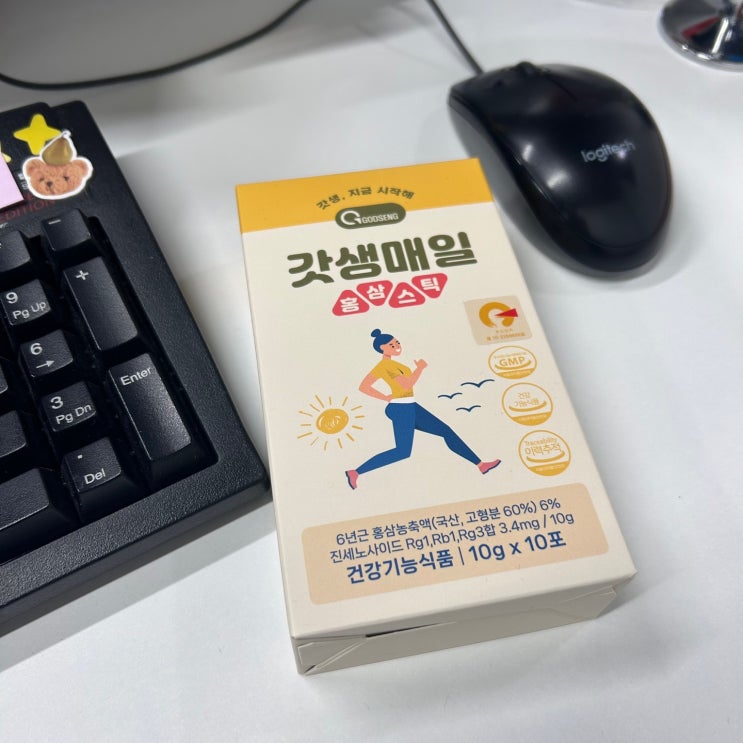 갓생, 지금 시작해
GODSENG
갓생매일
홍삼스틱
GMP
건강
기능식품
Traceability
이력추적
6년근 홍삼농축액(국산, 고형분 60%) 6%
진세노사이드 Rg1,Rb1,Rg3합 3.4mg / 10g
건강기능식품 | 10g x 10포
logitech
9
Pg Up
+
6
→
3
Pg Dn
Enter
.
Del
-